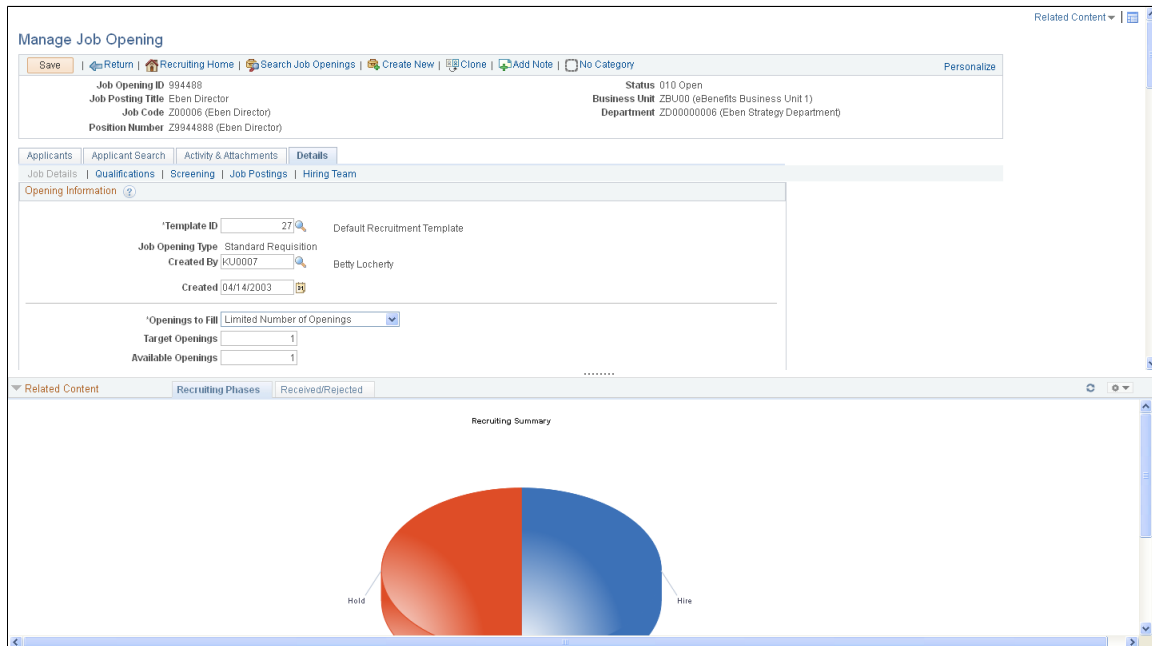 Related Content
Manage Job Opening
Save | Return | Recruiting Home | Search Job Openings | Create New | Clone | Add Note | No Category Personalize
Job Opening ID 994488 Status 010 Open
Job Posting Title Eben Director Business Unit ZBU00 (eBenefits Business Unit 1)
Job Code Z00006 (Eben Director) Department ZD00000006 (Eben Strategy Department)
Position Number Z9944888 (Eben Director)
Applicants Applicant Search Activity & Attachments Details
Job Details | Qualifications | Screening | Job Postings | Hiring Team
Opening Information ?
*Template ID 27 Default Recruitment Template
Job Opening Type Standard Requisition
Created By KU0007 Betty Locherty
Created 04/14/2003 31
*Openings to Fill Limited Number of Openings
Target Openings 1
Available Openings 1
Related Content Recruiting Phases Received/Rejected
Recruiting Summary
Hold Hire